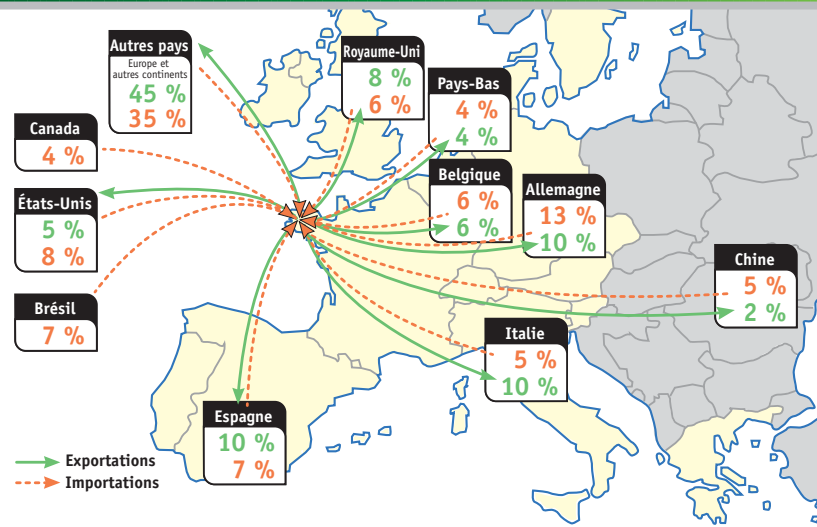 Autres pays
Europe et
autres continents
45 %
35 %
Royaume-Uni
8 %
6 %
Pays-Bas
4 %
4 %
Canada
4 %
Belgique
6 %
6 %
Allemagne
13 %
10 %
États-Unis
5 %
8 %
Chine
5 %
2 %
Brésil
7 %
Italie
5 %
10 %
Espagne
10 %
7 %
Exportations
Importations